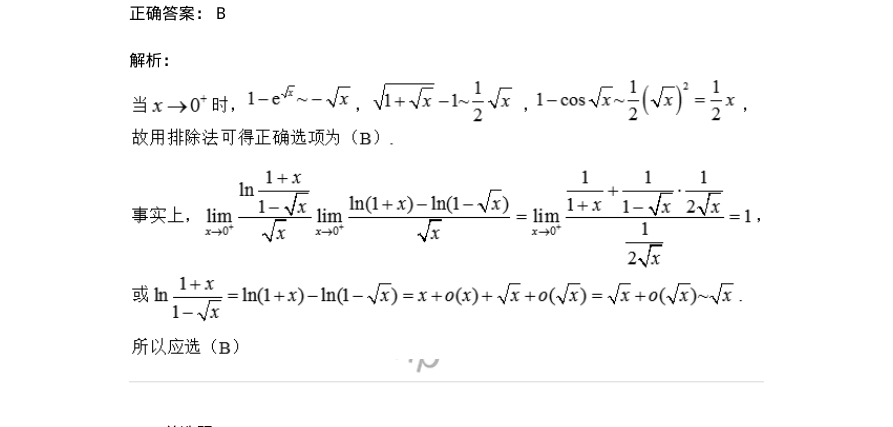 正确答案： B
解析：
当 x→0⁺ 时，1−e^{√x} ~ −√x ，√(1+√x) −1~ 1/2 √x ，1−cos√x ~ 1/2 (√x)² = 1/2 x ，
故用排除法可得正确选项为（B）.
事实上，lim_{x→0⁺} ln((1+x)/(1−√x)) / √x lim_{x→0⁺} (ln(1+x)−ln(1−√x)) / √x = lim_{x→0⁺} (1/(1+x) + 1/(1−√x) · 1/(2√x)) / (1/(2√x)) =1，
或 ln (1+x)/(1−√x) = ln(1+x)−ln(1−√x) = x+o(x)+√x+o(√x) = √x+o(√x)~√x .
所以应选（B）